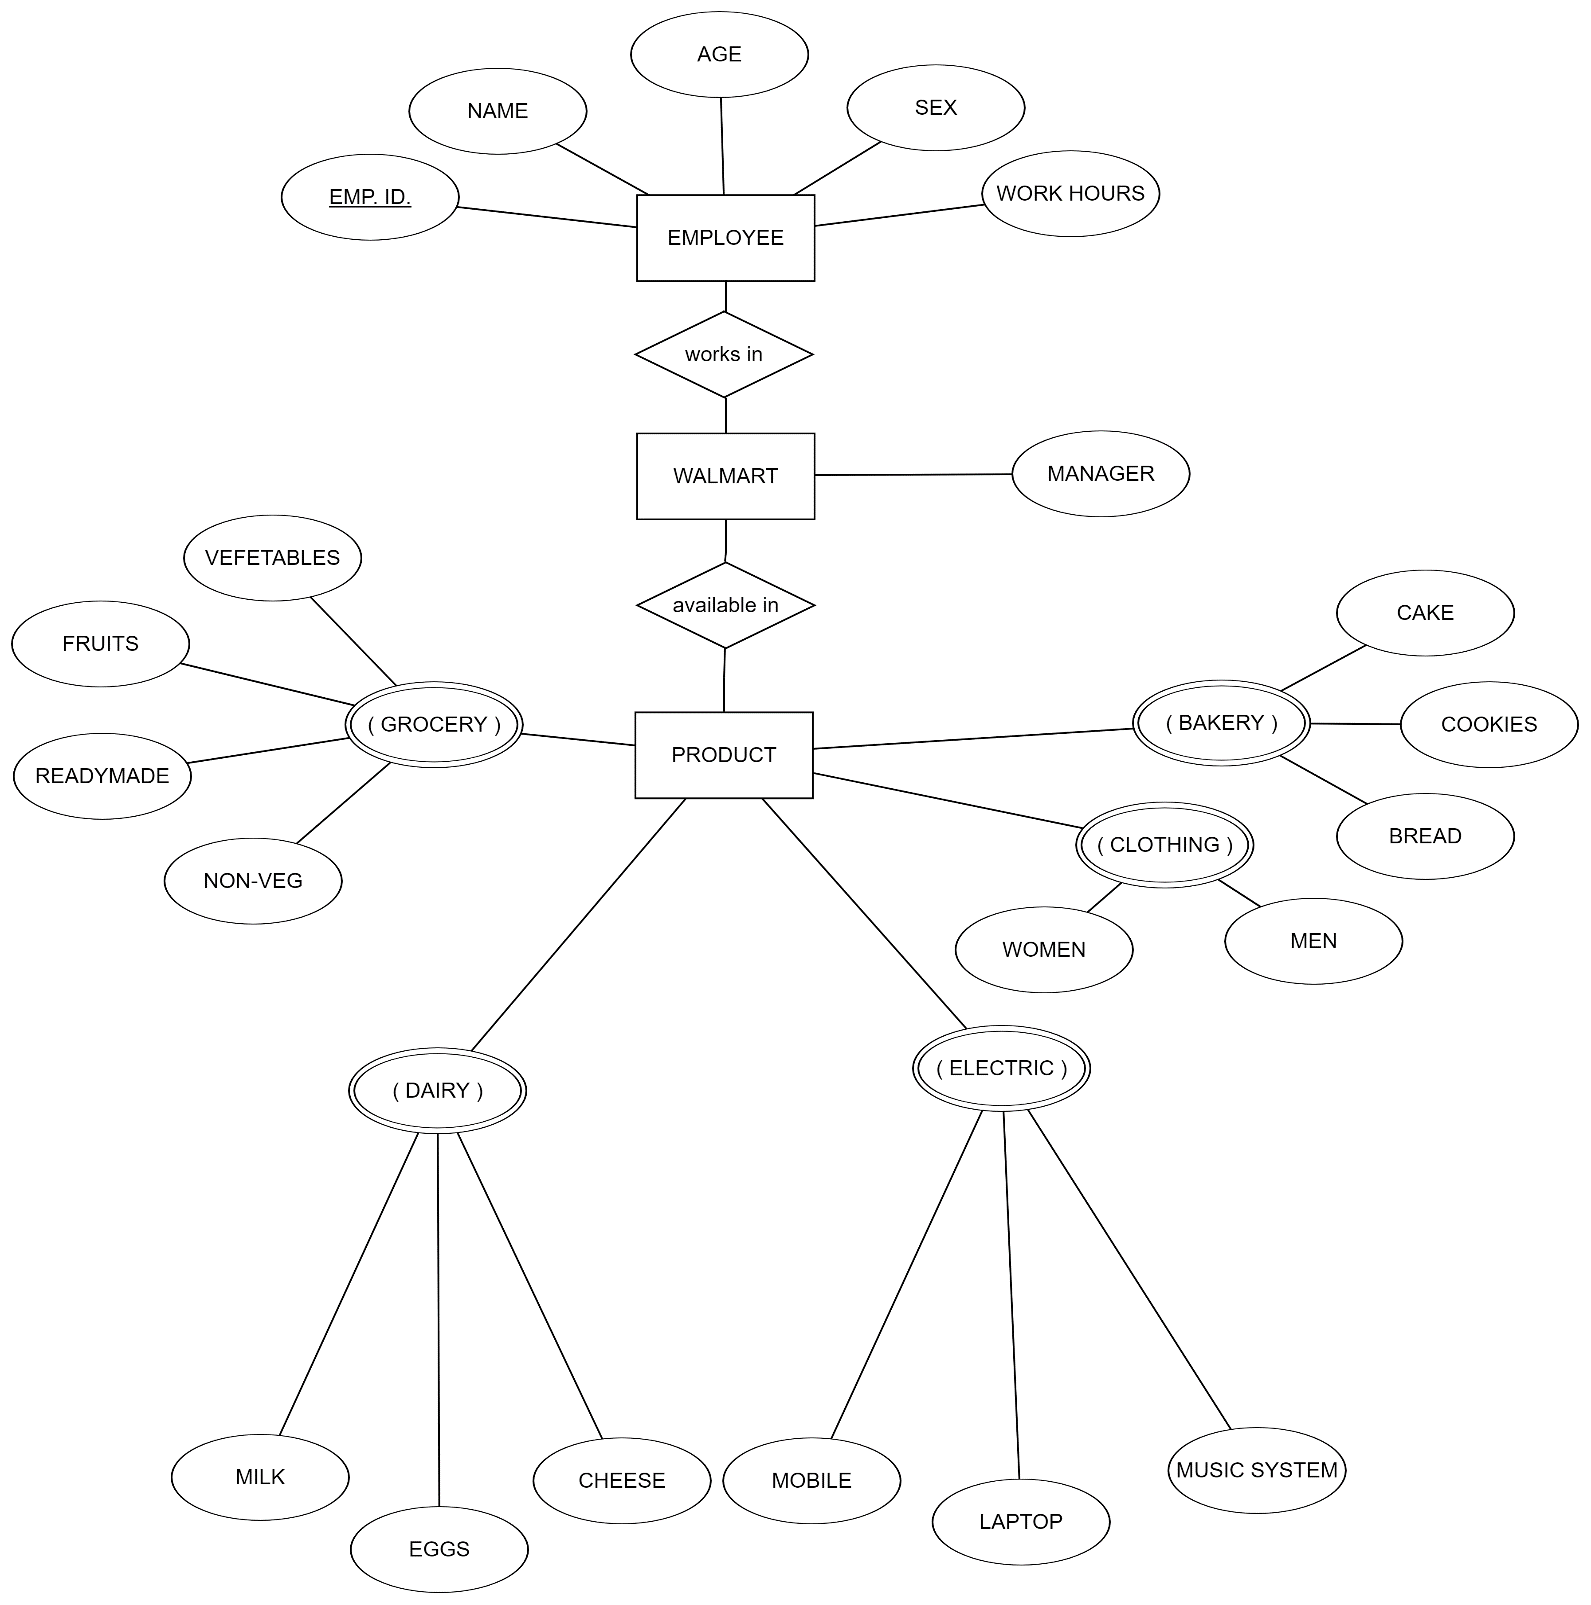 AGE
NAME
SEX
EMP. ID.
WORK HOURS
EMPLOYEE
works in
WALMART
MANAGER
VEFETABLES
available in
CAKE
FRUITS
( GROCERY )
( BAKERY )
COOKIES
PRODUCT
READYMADE
BREAD
( CLOTHING )
NON-VEG
WOMEN
MEN
( ELECTRIC )
( DAIRY )
MILK
CHEESE
MOBILE
MUSIC SYSTEM
LAPTOP
EGGS